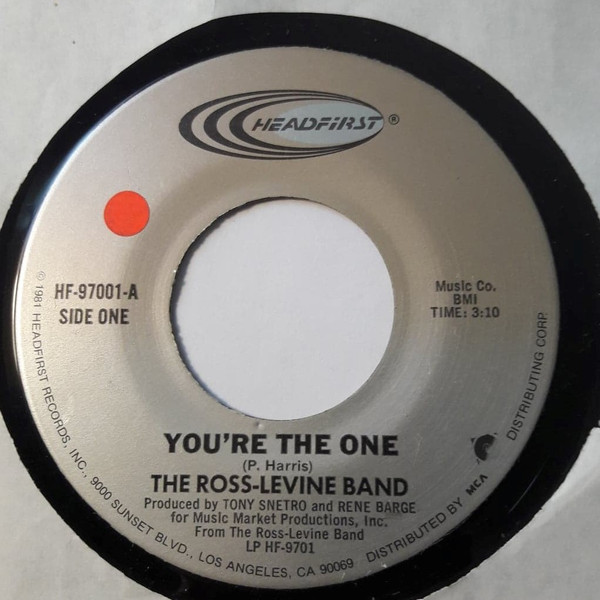 HEADFIRST®
HF-97001-A
SIDE ONE
Music Co.
BMI
TIME: 3:10
YOU'RE THE ONE
(P. Harris)
THE ROSS-LEVINE BAND
Produced by TONY SNETRO and RENE BARGE
for Music Market Productions, Inc.
From The Ross-Levine Band
LP HF-9701
© 1981 HEADFIRST RECORDS, INC., 9000 SUNSET BLVD., LOS ANGELES, CA 90069 DISTRIBUTED BY MCA DISTRIBUTING CORP.